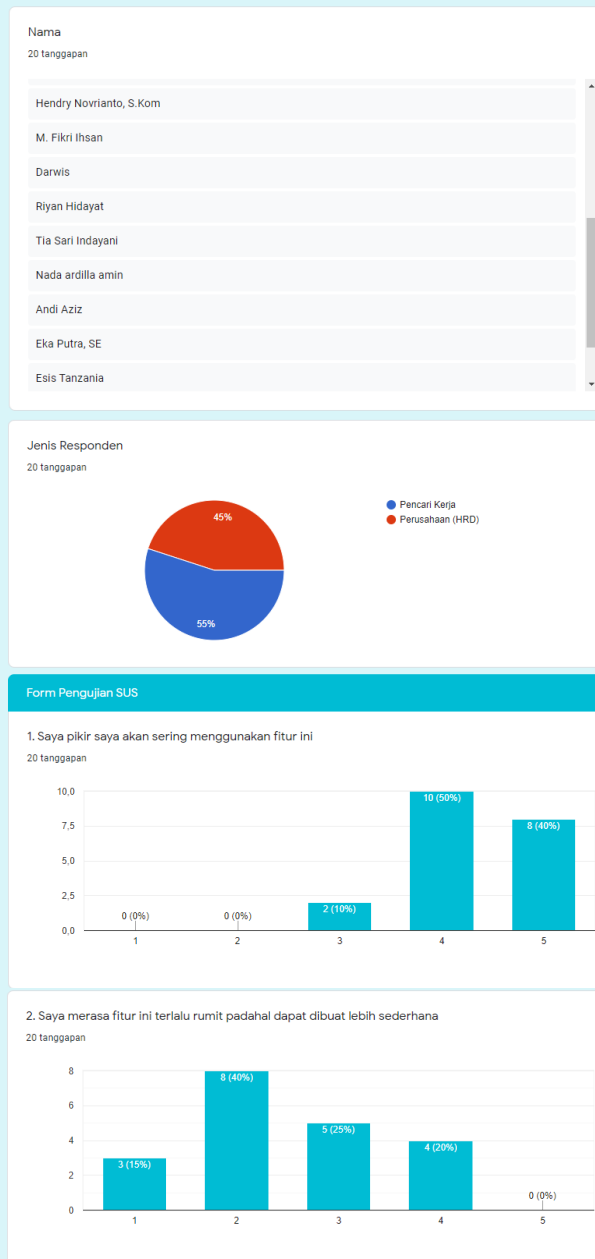 Nama
20 tanggapan
Hendry Novrianto, S.Kom
M. Fikri Ihsan
Darwis
Riyan Hidayat
Tia Sari Indayani
Nada ardilla amin
Andi Aziz
Eka Putra, SE
Esis Tanzania
Jenis Responden
20 tanggapan
45%
55%
Pencari Kerja
Perusahaan (HRD)
Form Pengujian SUS
1. Saya pikir saya akan sering menggunakan fitur ini
20 tanggapan
10,0
7,5
5,0
2,5
0,0
0 (0%)
0 (0%)
2 (10%)
10 (50%)
8 (40%)
1 2 3 4 5
2. Saya merasa fitur ini terlalu rumit padahal dapat dibuat lebih sederhana
20 tanggapan
8
6
4
2
0
3 (15%)
8 (40%)
5 (25%)
4 (20%)
0 (0%)
1 2 3 4 5